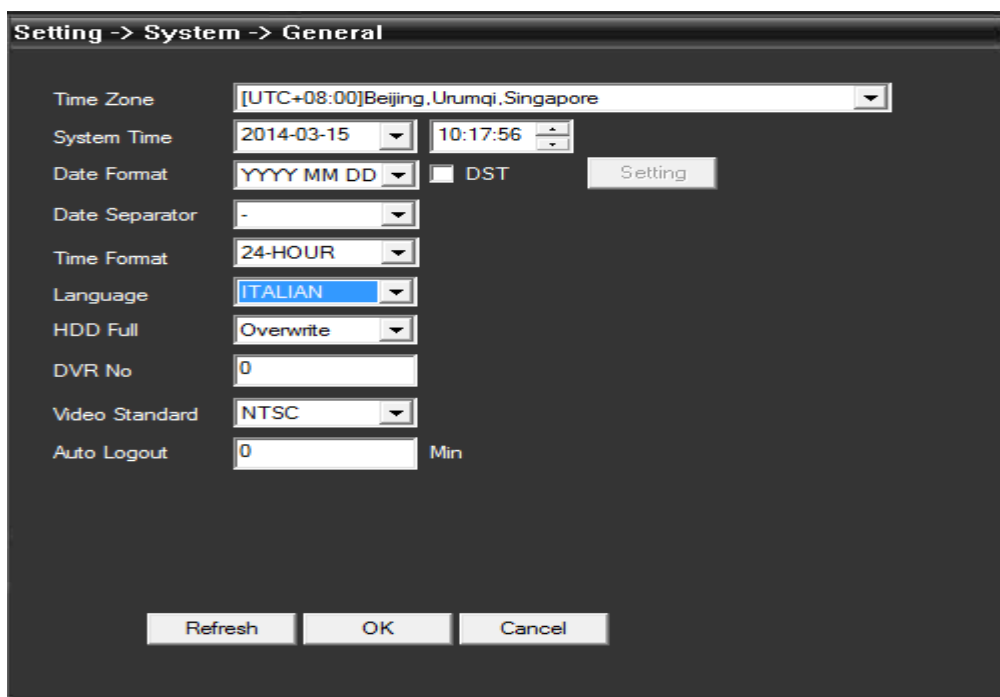 Setting -> System -> General
Time Zone [UTC+08:00]Beijing,Urumqi,Singapore
System Time 2014-03-15 10:17:56
Date Format YYYY MM DD DST Setting
Date Separator -
Time Format 24-HOUR
Language ITALIAN
HDD Full Overwrite
DVR No 0
Video Standard NTSC
Auto Logout 0 Min
Refresh OK Cancel